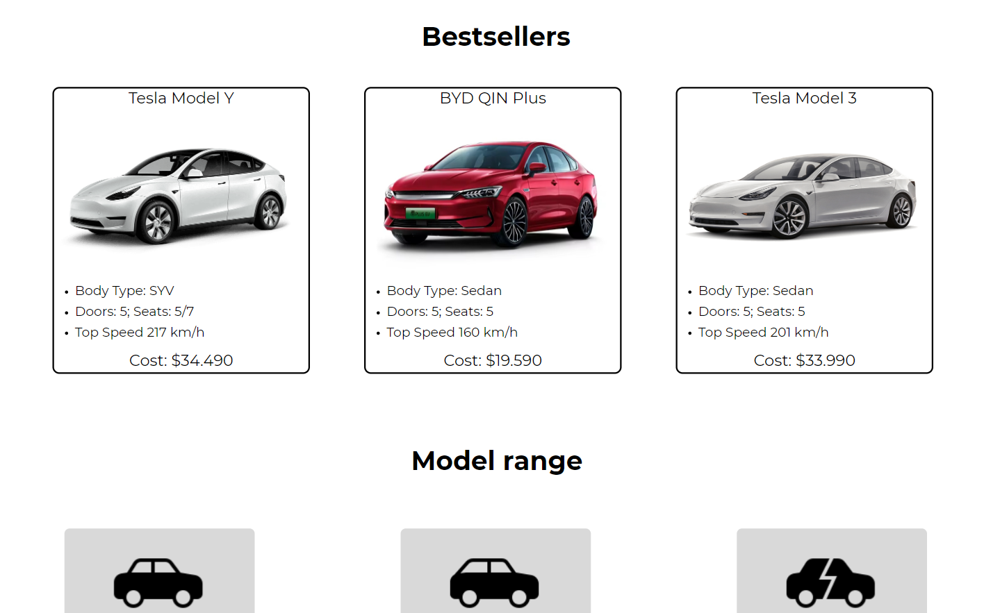 Bestsellers
Tesla Model Y
BYD QIN Plus
Tesla Model 3
• Body Type: SYV
• Doors: 5; Seats: 5/7
• Top Speed 217 km/h
Cost: $34.490
• Body Type: Sedan
• Doors: 5; Seats: 5
• Top Speed 160 km/h
Cost: $19.590
• Body Type: Sedan
• Doors: 5; Seats: 5
• Top Speed 201 km/h
Cost: $33.990
Model range